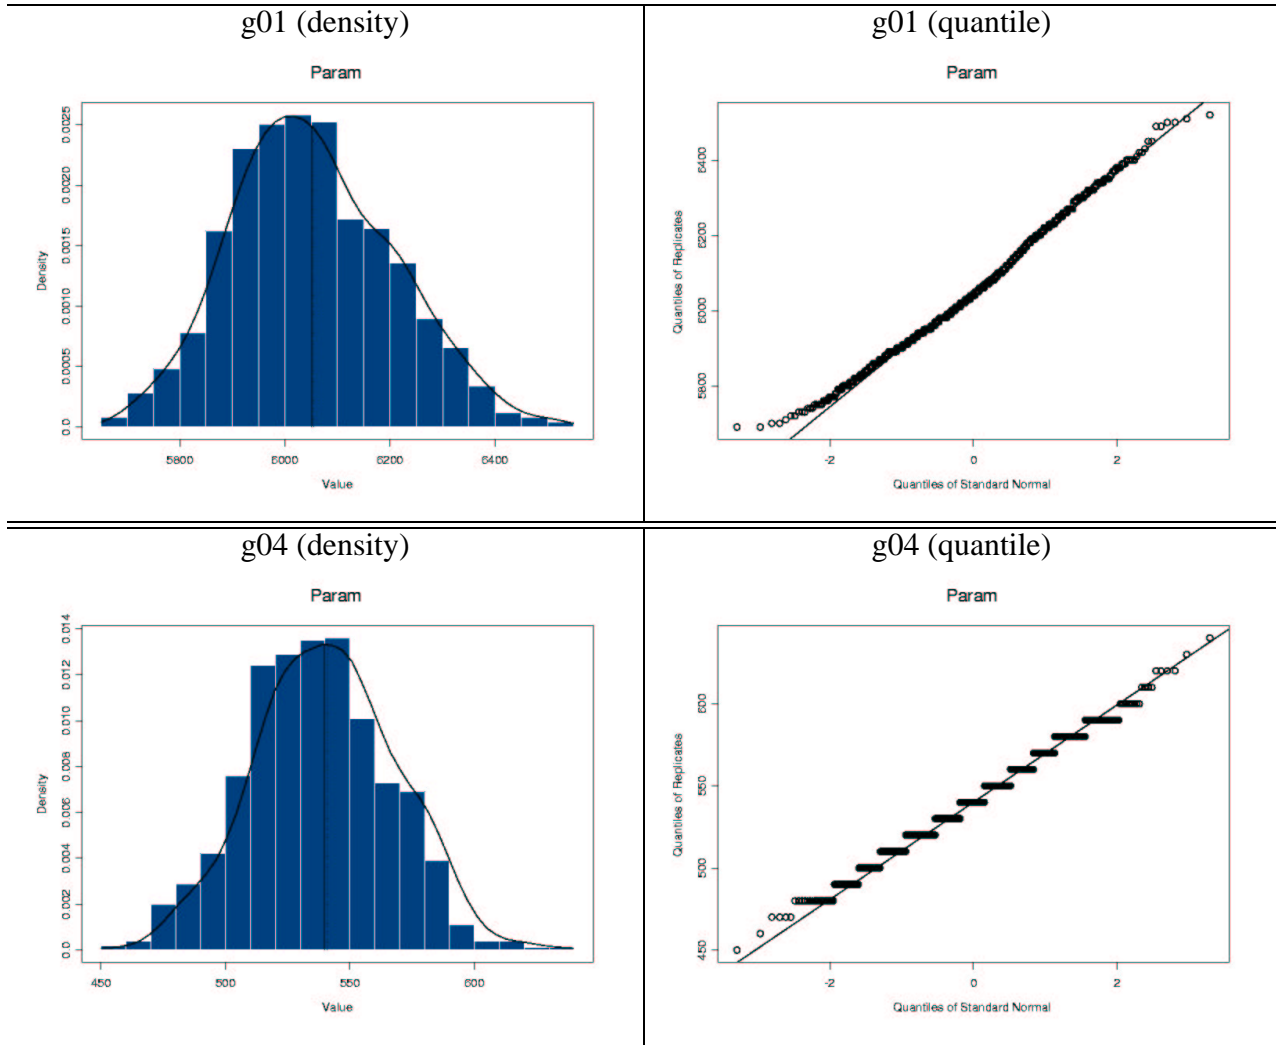 g01 (density)
Param
0.0025
0.0020
0.0015
0.0010
0.0005
0.0
Density
5800 6000 6200 6400
Value
g01 (quantile)
Param
6400
6200
6000
5800
Quantiles of Replicates
-2 0 2
Quantiles of Standard Normal
g04 (density)
Param
0.014
0.012
0.010
0.008
0.006
0.004
0.002
0.0
Density
450 500 550 600
Value
g04 (quantile)
Param
600
550
500
450
Quantiles of Replicates
-2 0 2
Quantiles of Standard Normal